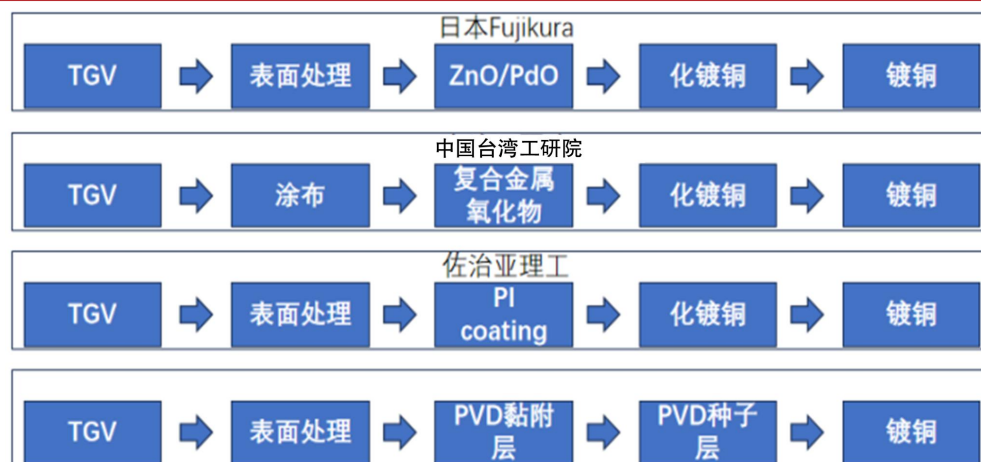 日本Fujikura
TGV
表面处理
ZnO/PdO
化镀铜
镀铜
中国台湾工研院
TGV
涂布
复合金属
氧化物
化镀铜
镀铜
佐治亚理工
TGV
表面处理
PI
coating
化镀铜
镀铜
TGV
表面处理
PVD黏附
层
PVD种子
层
镀铜